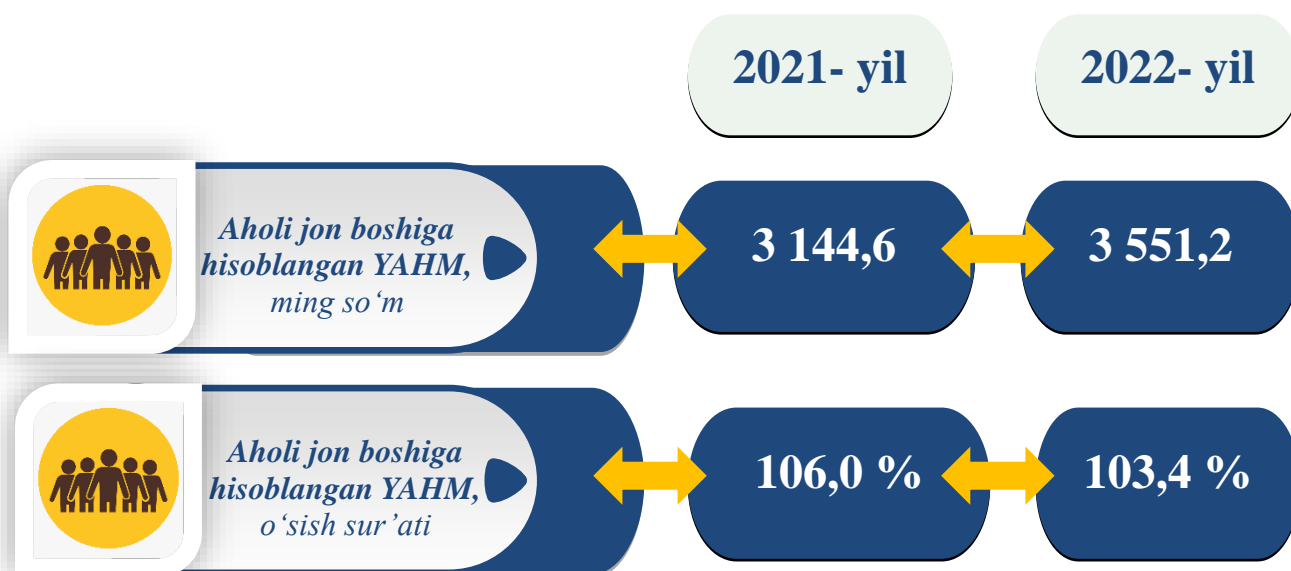 2021- yil
2022- yil
Aholi jon boshiga
hisoblangan YAHM,
ming so‘m
3 144,6
3 551,2
Aholi jon boshiga
hisoblangan YAHM,
o‘sish sur’ati
106,0 %
103,4 %